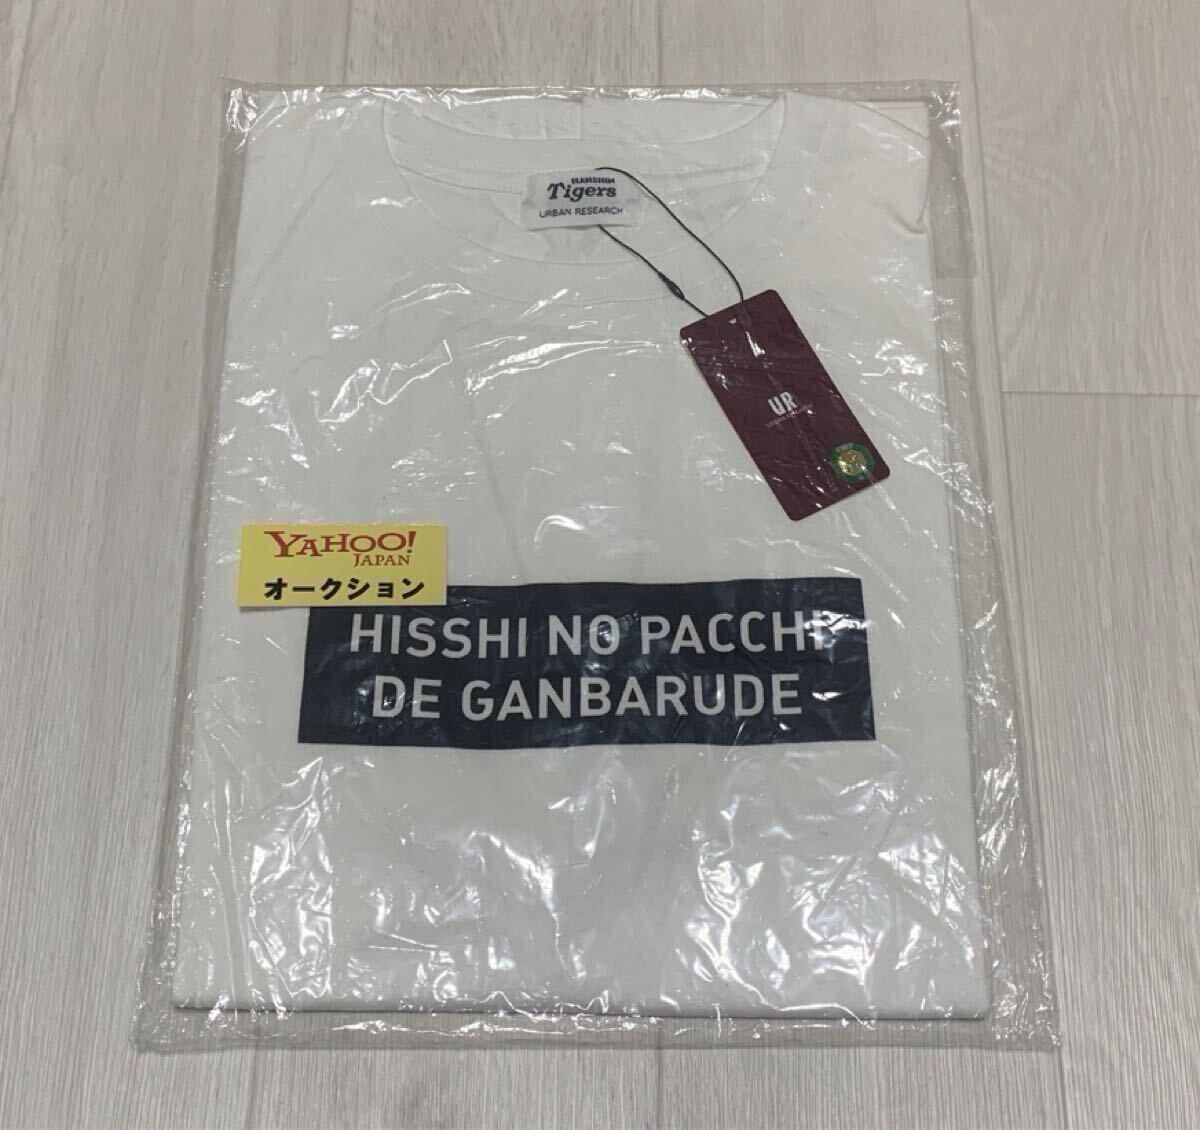 HANSHIN
Tigers
URBAN RESEARCH
UR
YAHOO!
JAPAN
オークション
HISSHI NO PACCHI
DE GANBARUDE